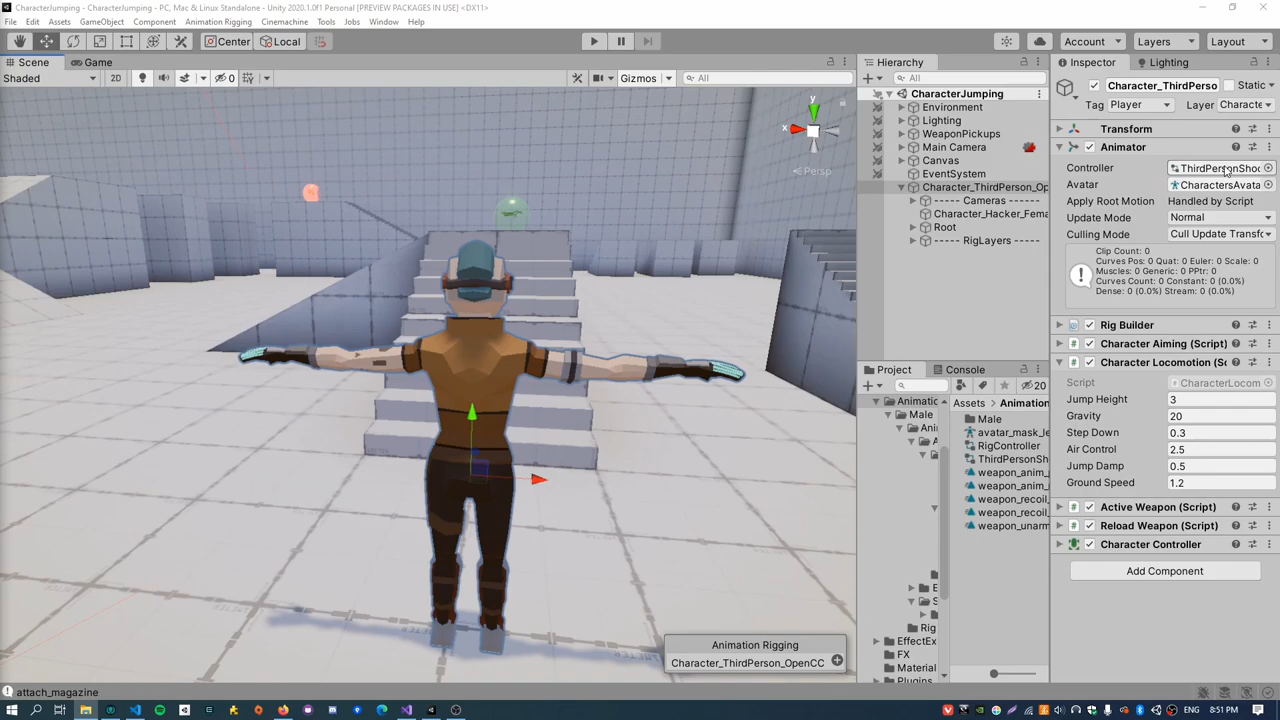 CharacterJumping - CharacterJumping - PC, Mac & Linux Standalone - Unity 2020.1.0f1 Personal [PREVIEW PACKAGES IN USE] <DX11>
File Edit Assets GameObject Component Animation Rigging Cinemachine Tools Jobs Window Help
Center Local Account Layers Layout
Scene Game
Shaded 2D 0 Gizmos All
y
x
Persp
Animation Rigging
Character_ThirdPerson_OpenCC
Hierarchy
All
CharacterJumping
Environment
Lighting
WeaponPickups
Main Camera
Canvas
EventSystem
Character_ThirdPerson_Op
----- Cameras -----
Character_Hacker_Fema
Root
----- RigLayers -----
Project Console
20
Animatic
Male
Ani
A
E
S
Rig
EffectEx
FX
Material
Plugins
Assets Animation
Male
avatar_mask_le
RigController
ThirdPersonSh
weapon_anim_
weapon_anim_
weapon_recoil_
weapon_recoil_
weapon_unarm
Inspector Lighting
Character_ThirdPerso Static
Tag Player Layer Characte
Transform
Animator
Controller ThirdPersonShoo
Avatar CharactersAvata
Apply Root Motion Handled by Script
Update Mode Normal
Culling Mode Cull Update Transfo
Clip Count: 0
Curves Pos: 0 Quat: 0 Euler: 0 Scale: 0
Muscles: 0 Generic: 0 PPtr: 0
Curves Count: 0 Constant: 0 (0.0%)
Dense: 0 (0.0%) Stream: 0 (0.0%)
Rig Builder
Character Aiming (Script)
Character Locomotion (Sc
Script CharacterLocom
Jump Height 3
Gravity 20
Step Down 0.3
Air Control 2.5
Jump Damp 0.5
Ground Speed 1.2
Active Weapon (Script)
Reload Weapon (Script)
Character Controller
Add Component
attach_magazine
ENG 8:51 PM